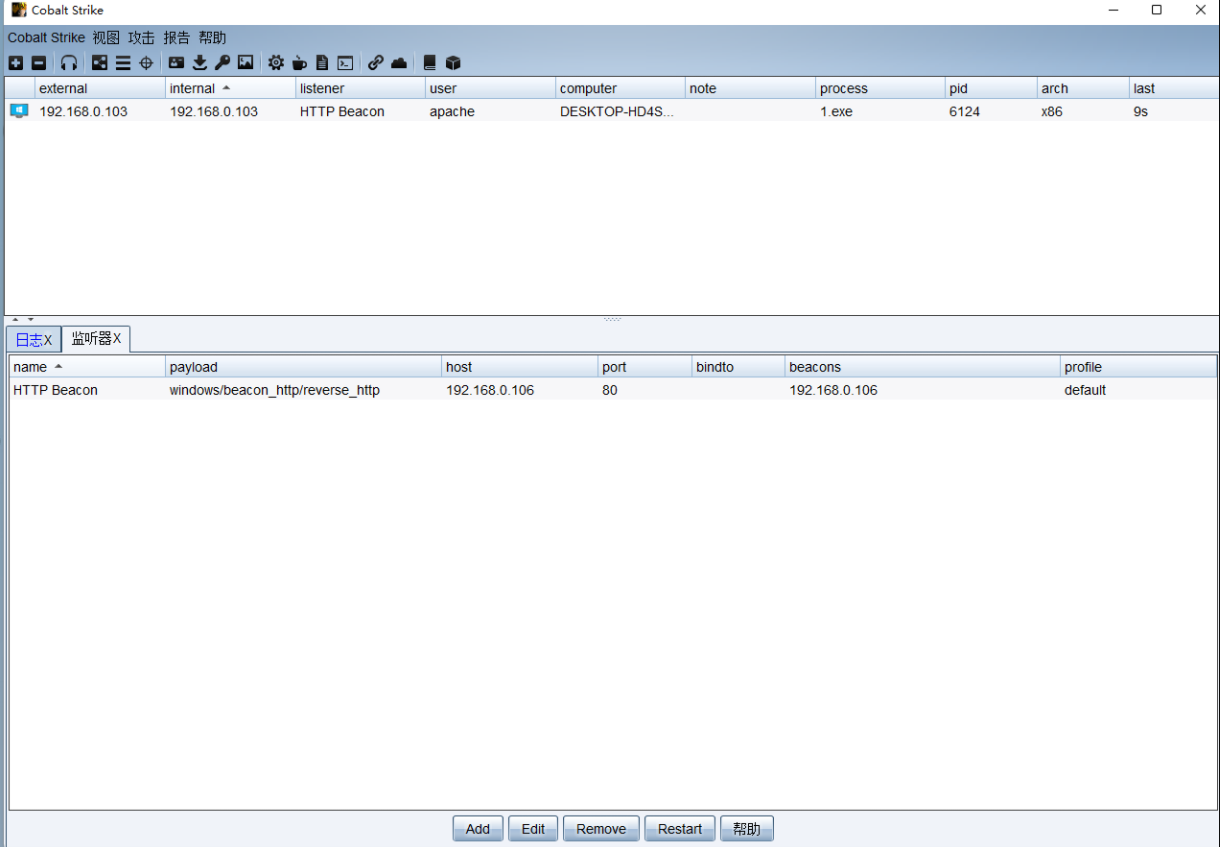 Cobalt Strike
Cobalt Strike 视图 攻击 报告 帮助
external internal listener user computer note process pid arch last
192.168.0.103 192.168.0.103 HTTP Beacon apache DESKTOP-HD4S... 1.exe 6124 x86 9s
日志X 监听器X
name payload host port bindto beacons profile
HTTP Beacon windows/beacon_http/reverse_http 192.168.0.106 80 192.168.0.106 default
Add Edit Remove Restart 帮助